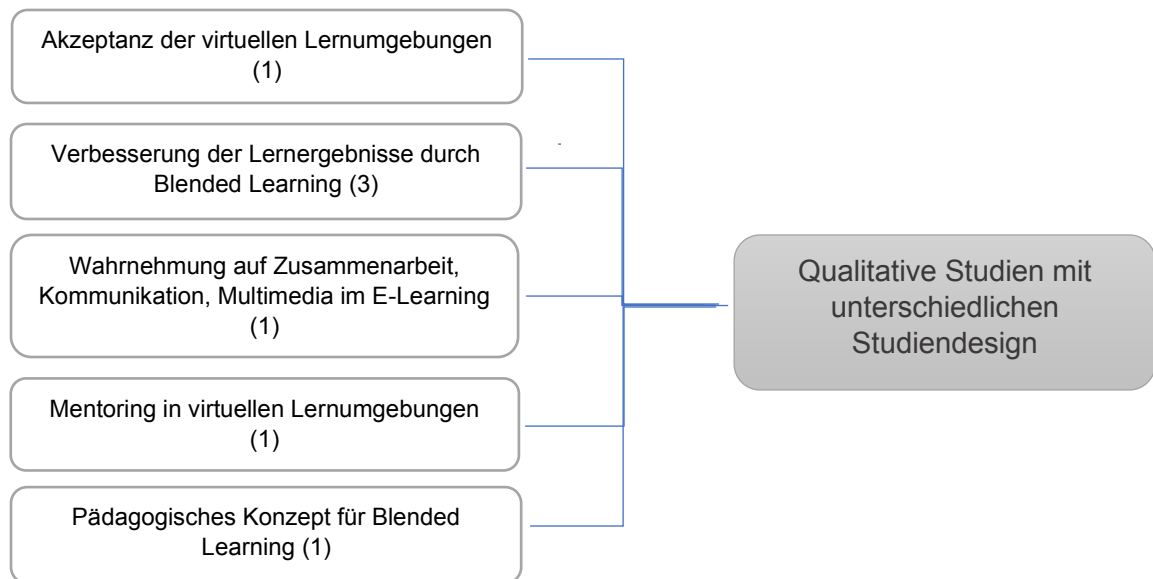 Akzeptanz der virtuellen Lernumgebungen
(1)
Verbesserung der Lernergebnisse durch
Blended Learning (3)
Wahrnehmung auf Zusammenarbeit,
Kommunikation, Multimedia im E-Learning
(1)
Mentoring in virtuellen Lernumgebungen
(1)
Pädagogisches Konzept für Blended
Learning (1)
Qualitative Studien mit
unterschiedlichen
Studiendesign